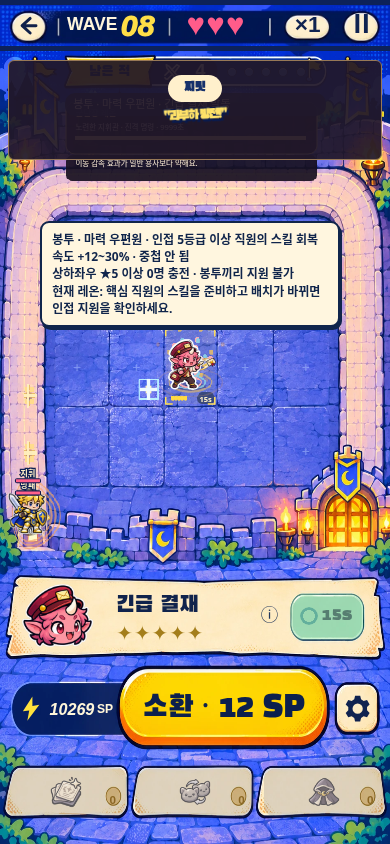 WAVE 08
×1
지핏
이동 감속 효과가 일반 용사보다 약해요.
봉투 · 마력 우편원 · 인접 5등급 이상 직원의 스킬 회복
속도 +12~30% · 중첩 안 됨
상하좌우 ★5 이상 0명 충전 · 봉투끼리 지원 불가
현재 레온: 핵심 직원의 스킬을 준비하고 배치가 바뀌면
인접 지원을 확인하세요.
15s
긴급 결재
15s
10269 SP
소환 · 12 SP
0
0
0